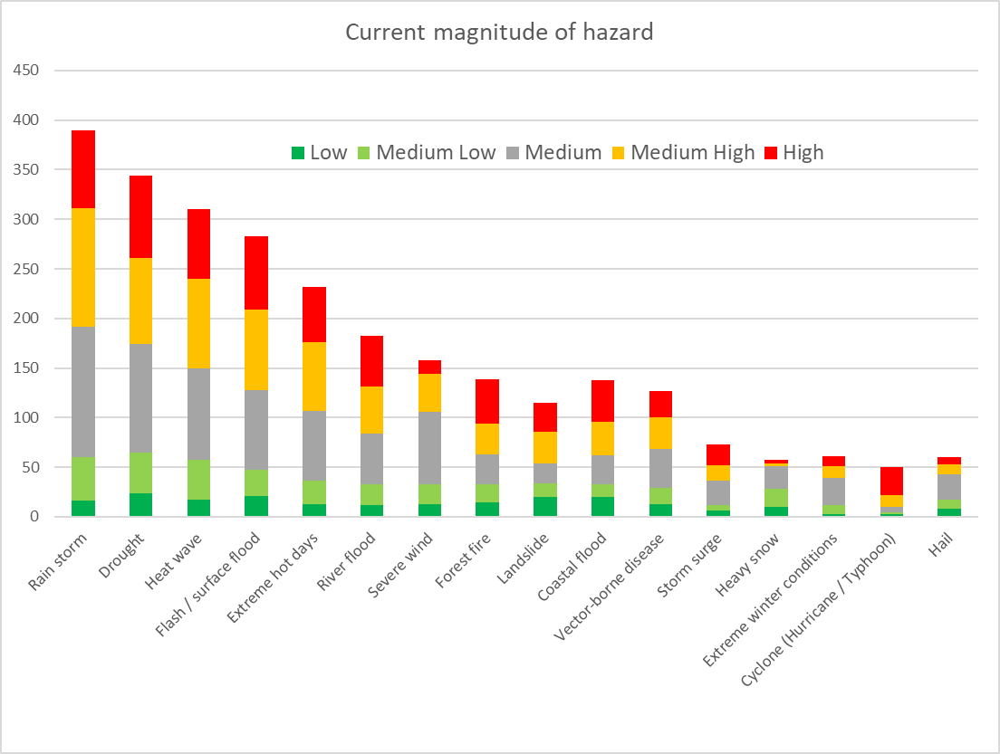 Current magnitude of hazard
450
400
350
300
250
200
150
100
50
0
Low Medium Low Medium Medium High High
Rain storm
Drought
Heat wave
Flash / surface flood
Extreme hot days
River flood
Severe wind
Forest fire
Landslide
Coastal flood
Vector-borne disease
Storm surge
Heavy snow
Extreme winter conditions
Cyclone (Hurricane / Typhoon)
Hail